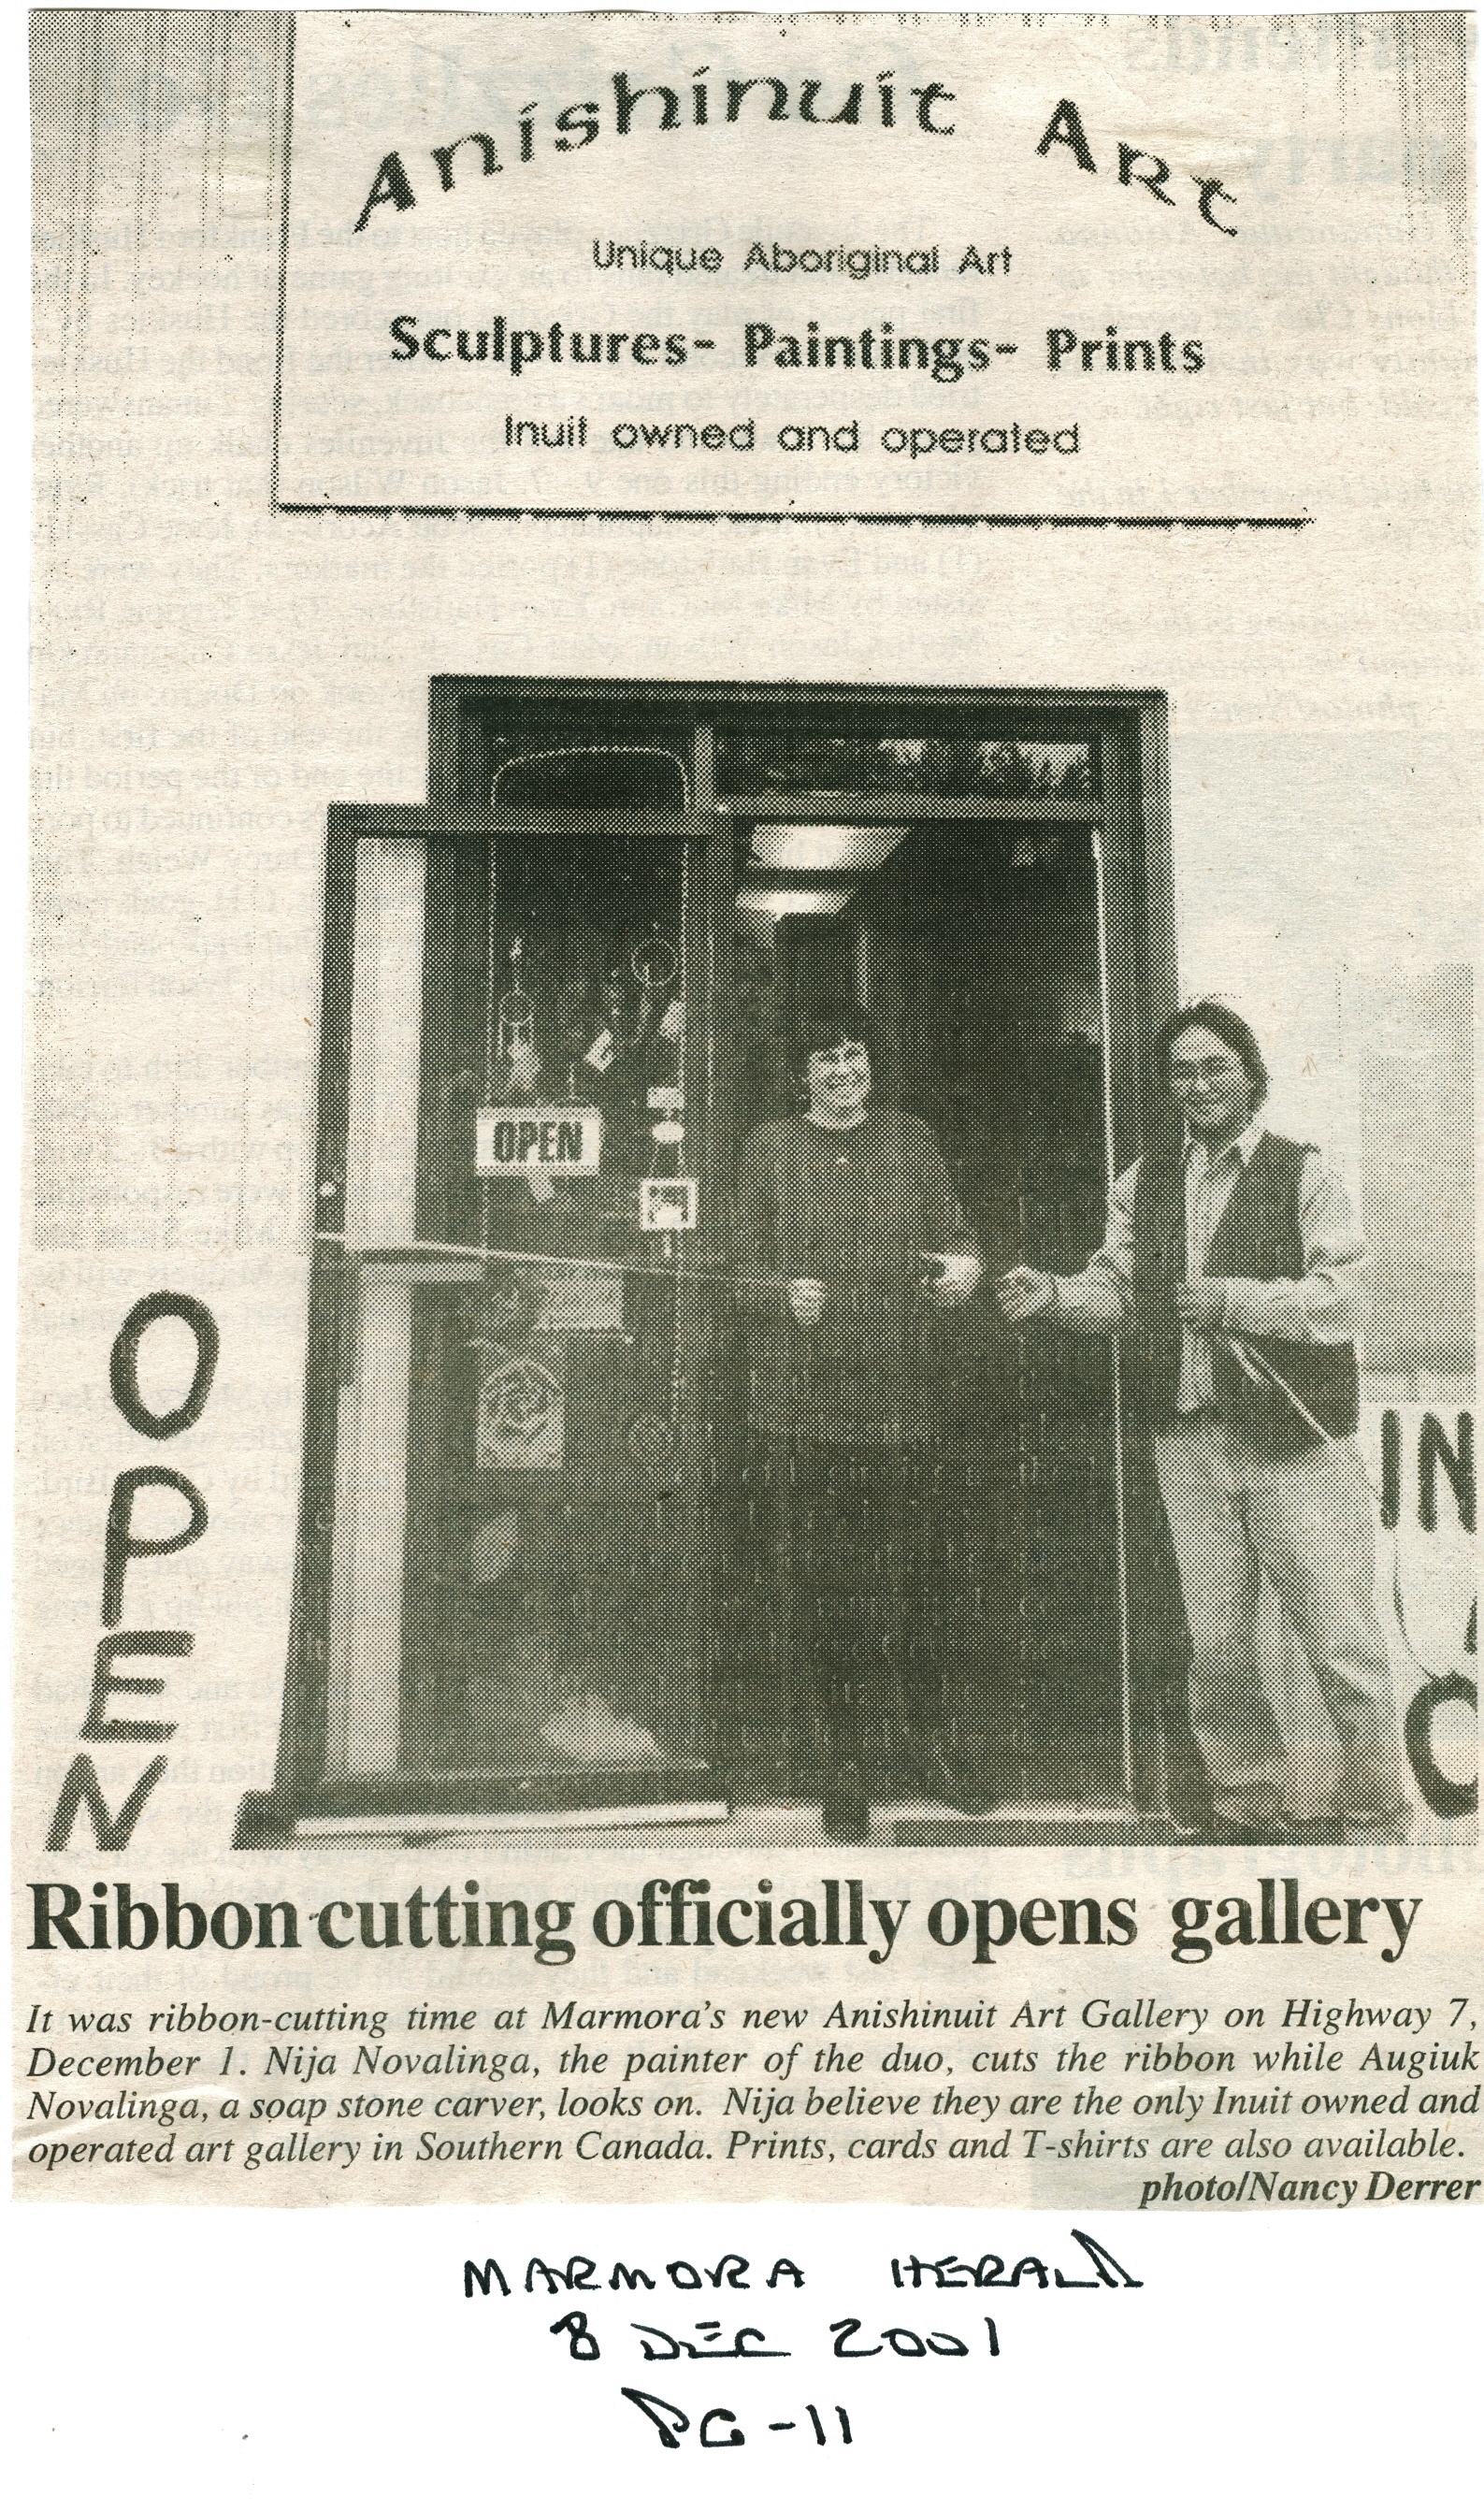 Anishinuit Art
Unique Aboriginal Art
Sculptures- Paintings- Prints
Inuit owned and operated
OPEN
OPEN
IN
C
Ribbon cutting officially opens gallery
It was ribbon-cutting time at Marmora's new Anishinuit Art Gallery on Highway 7,
December 1. Nija Novalinga, the painter of the duo, cuts the ribbon while Augiuk
Novalinga, a soap stone carver, looks on. Nija believe they are the only Inuit owned and
operated art gallery in Southern Canada. Prints, cards and T-shirts are also available.
photo/Nancy Derrer
MARMORA HERALD
8 DEC 2001
PG-11